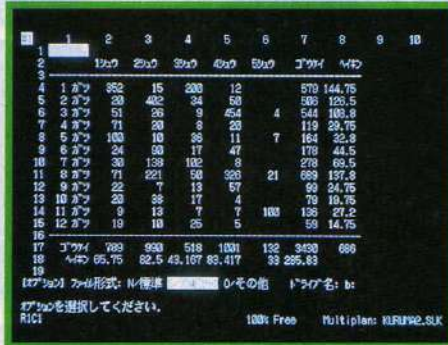 #1 1 2 3 4 5 6 7 8 9 10
1
2 1シュウ 2シュウ 3シュウ 4シュウ 5シュウ ゴウケイ ヘイキン
3
4 1 ガツ 352 15 200 12 579 144.75
5 2 ガツ 20 402 34 50 506 126.5
6 3 ガツ 51 26 9 454 4 544 108.8
7 4 ガツ 71 20 8 20 119 29.75
8 5 ガツ 100 10 36 11 7 164 32.8
9 6 ガツ 24 90 17 47 178 44.5
10 7 ガツ 30 138 102 8 278 69.5
11 8 ガツ 71 221 50 326 21 689 137.8
12 9 ガツ 22 7 13 57 99 24.75
13 10 ガツ 20 38 17 4 79 19.75
14 11 ガツ 9 13 7 7 100 136 27.2
15 12 ガツ 19 10 25 5 59 14.75
16
17 ゴウケイ 789 990 518 1001 132 3430 686
18 ヘイキン 65.75 82.5 43.167 83.417 33 285.83
19
[オプション] ファイル形式: N/標準 0/その他 ドライブ名: b:
オプションを選択してください。
R1C1 100% Free Multiplan: KURUMA2.SLK